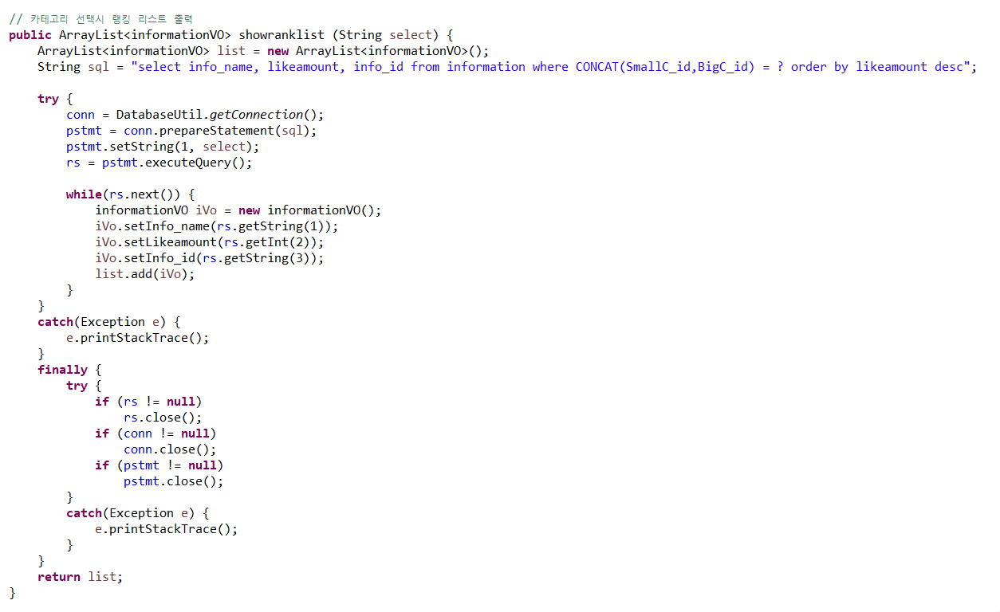 // 카테고리 선택시 랭킹 리스트 출력
public ArrayList<informationVO> showranklist (String select) {
    ArrayList<informationVO> list = new ArrayList<informationVO>();
    String sql = "select info_name, likeamount, info_id from information where CONCAT(SmallC_id,BigC_id) = ? order by likeamount desc";

    try {
        conn = DatabaseUtil.getConnection();
        pstmt = conn.prepareStatement(sql);
        pstmt.setString(1, select);
        rs = pstmt.executeQuery();

        while(rs.next()) {
            informationVO iVo = new informationVO();
            iVo.setInfo_name(rs.getString(1));
            iVo.setLikeamount(rs.getInt(2));
            iVo.setInfo_id(rs.getString(3));
            list.add(iVo);
        }
    }
    catch(Exception e) {
        e.printStackTrace();
    }
    finally {
        try {
            if (rs != null)
                rs.close();
            if (conn != null)
                conn.close();
            if (pstmt != null)
                pstmt.close();
        }
        catch(Exception e) {
            e.printStackTrace();
        }
    }
    return list;
}